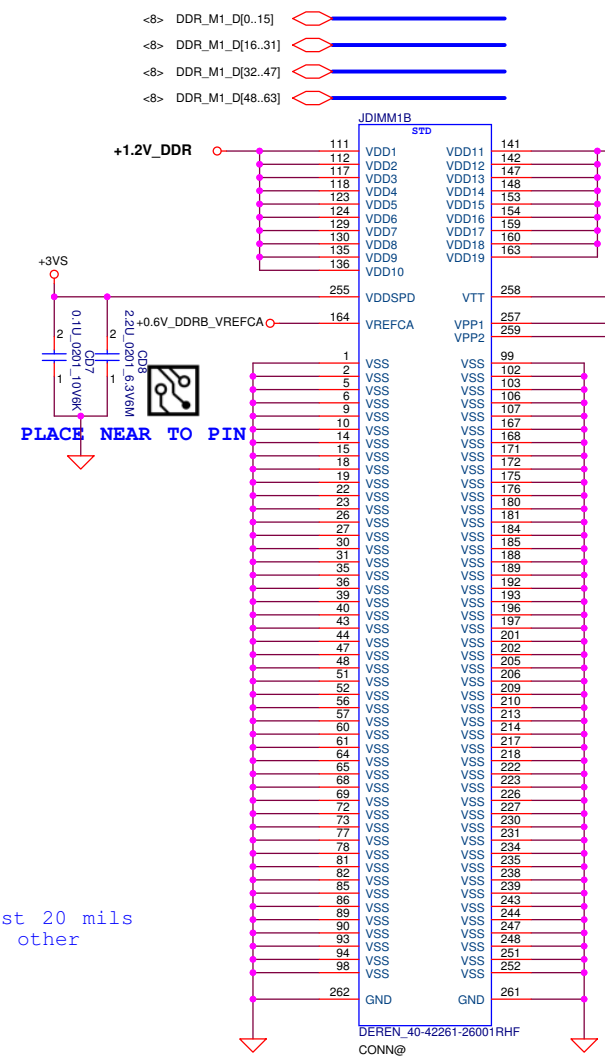 <8> DDR_M1_D[0..15]
<8> DDR_M1_D[16..31]
<8> DDR_M1_D[32..47]
<8> DDR_M1_D[48..63]
JDIMM1B
STD
+1.2V_DDR 111 VDD1 VDD11 141
112 VDD2 VDD12 142
117 VDD3 VDD13 147
118 VDD4 VDD14 148
123 VDD5 VDD15 153
124 VDD6 VDD16 154
129 VDD7 VDD17 159
130 VDD8 VDD18 160
135 VDD9 VDD19 163
136 VDD10
+3VS
255 VDDSPD VTT 258
+0.6V_DDRB_VREFCA 164 VREFCA VPP1 257
VPP2 259
2 2
0.1U_0201_10V6K
CD7
2.2U_0201_6.3V6M
CD8
1 1
PLACE NEAR TO PIN
1 VSS VSS 99
2 VSS VSS 102
5 VSS VSS 103
6 VSS VSS 106
9 VSS VSS 107
10 VSS VSS 167
14 VSS VSS 168
15 VSS VSS 171
18 VSS VSS 172
19 VSS VSS 175
22 VSS VSS 176
23 VSS VSS 180
26 VSS VSS 181
27 VSS VSS 184
30 VSS VSS 185
31 VSS VSS 188
35 VSS VSS 189
36 VSS VSS 192
39 VSS VSS 193
40 VSS VSS 196
43 VSS VSS 197
44 VSS VSS 201
47 VSS VSS 202
48 VSS VSS 205
51 VSS VSS 206
52 VSS VSS 209
56 VSS VSS 210
57 VSS VSS 213
60 VSS VSS 214
61 VSS VSS 217
64 VSS VSS 218
65 VSS VSS 222
68 VSS VSS 223
69 VSS VSS 226
72 VSS VSS 227
73 VSS VSS 230
77 VSS VSS 231
78 VSS VSS 234
81 VSS VSS 235
82 VSS VSS 238
85 VSS VSS 239
86 VSS VSS 243
89 VSS VSS 244
90 VSS VSS 247
93 VSS VSS 248
94 VSS VSS 251
98 VSS VSS 252
st 20 mils
other
262 GND GND 261
DEREN_40-42261-26001RHF
CONN@